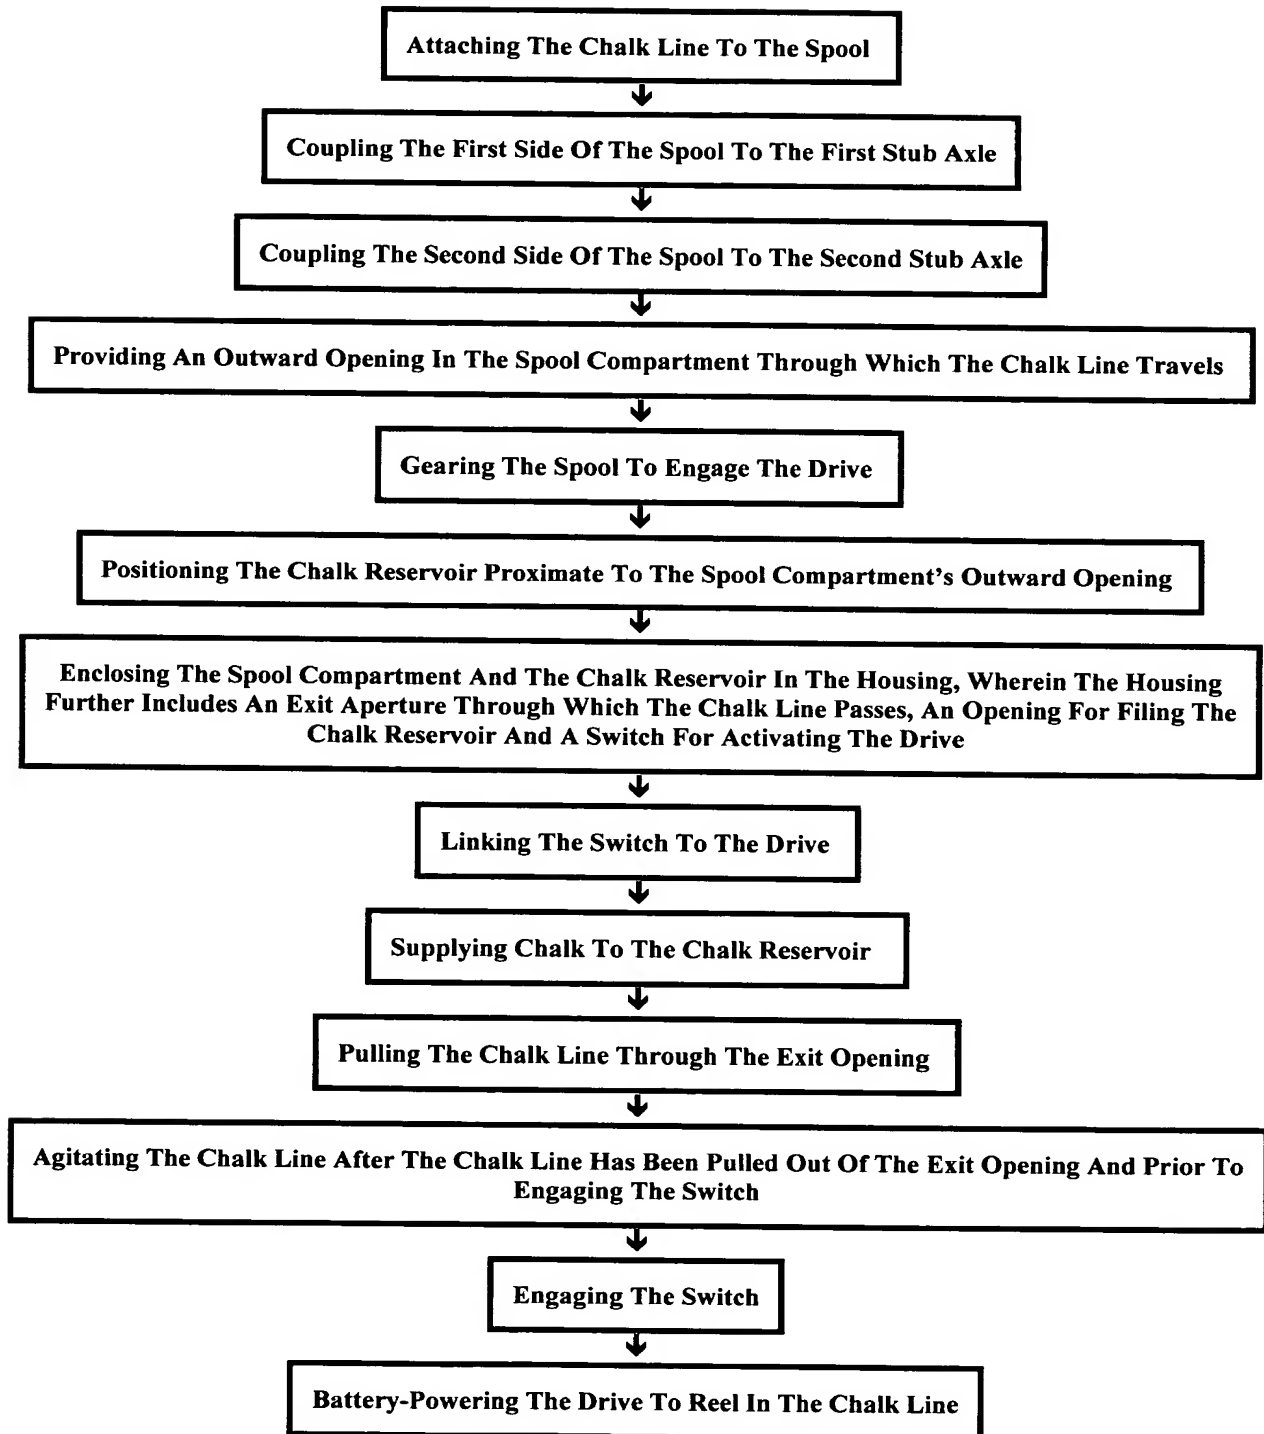 Attaching The Chalk Line To The Spool
Coupling The First Side Of The Spool To The First Stub Axle
Coupling The Second Side Of The Spool To The Second Stub Axle
Providing An Outward Opening In The Spool Compartment Through Which The Chalk Line Travels
Gearing The Spool To Engage The Drive
Positioning The Chalk Reservoir Proximate To The Spool Compartment's Outward Opening
Enclosing The Spool Compartment And The Chalk Reservoir In The Housing, Wherein The Housing
Further Includes An Exit Aperture Through Which The Chalk Line Passes, An Opening For Filing The
Chalk Reservoir And A Switch For Activating The Drive
Linking The Switch To The Drive
Supplying Chalk To The Chalk Reservoir
Pulling The Chalk Line Through The Exit Opening
Agitating The Chalk Line After The Chalk Line Has Been Pulled Out Of The Exit Opening And Prior To
Engaging The Switch
Engaging The Switch
Battery-Powering The Drive To Reel In The Chalk Line